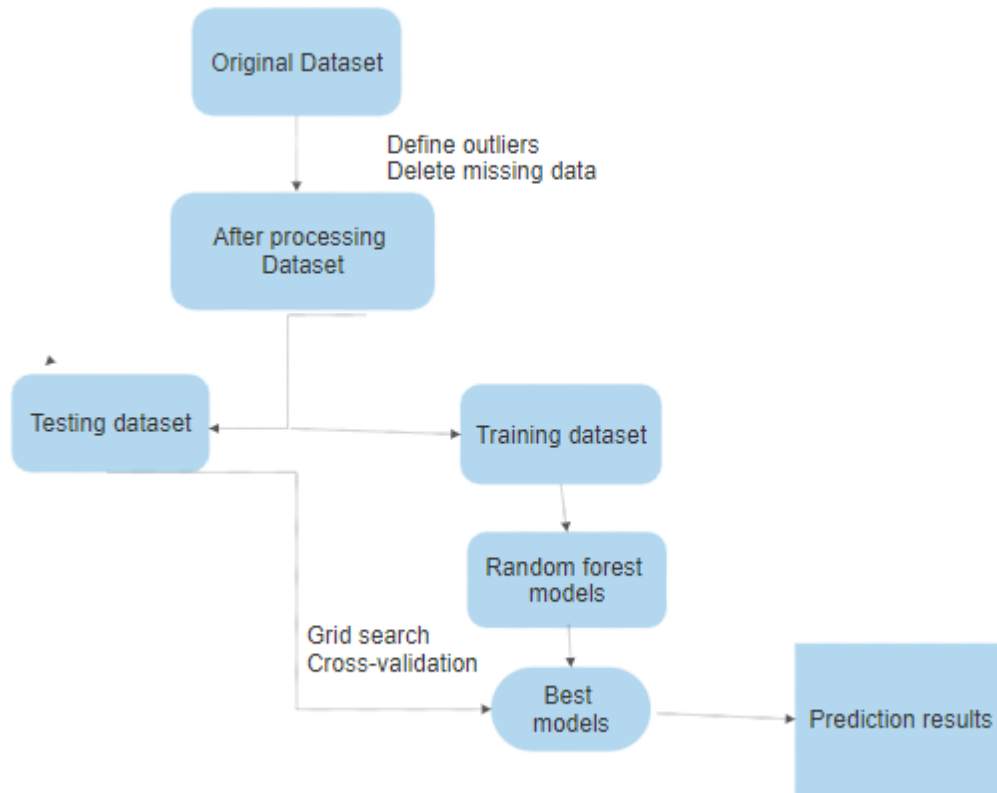 Original Dataset
Define outliers
Delete missing data
After processing
Dataset
Testing dataset
Training dataset
Random forest
models
Grid search
Cross-validation
Best
models
Prediction results